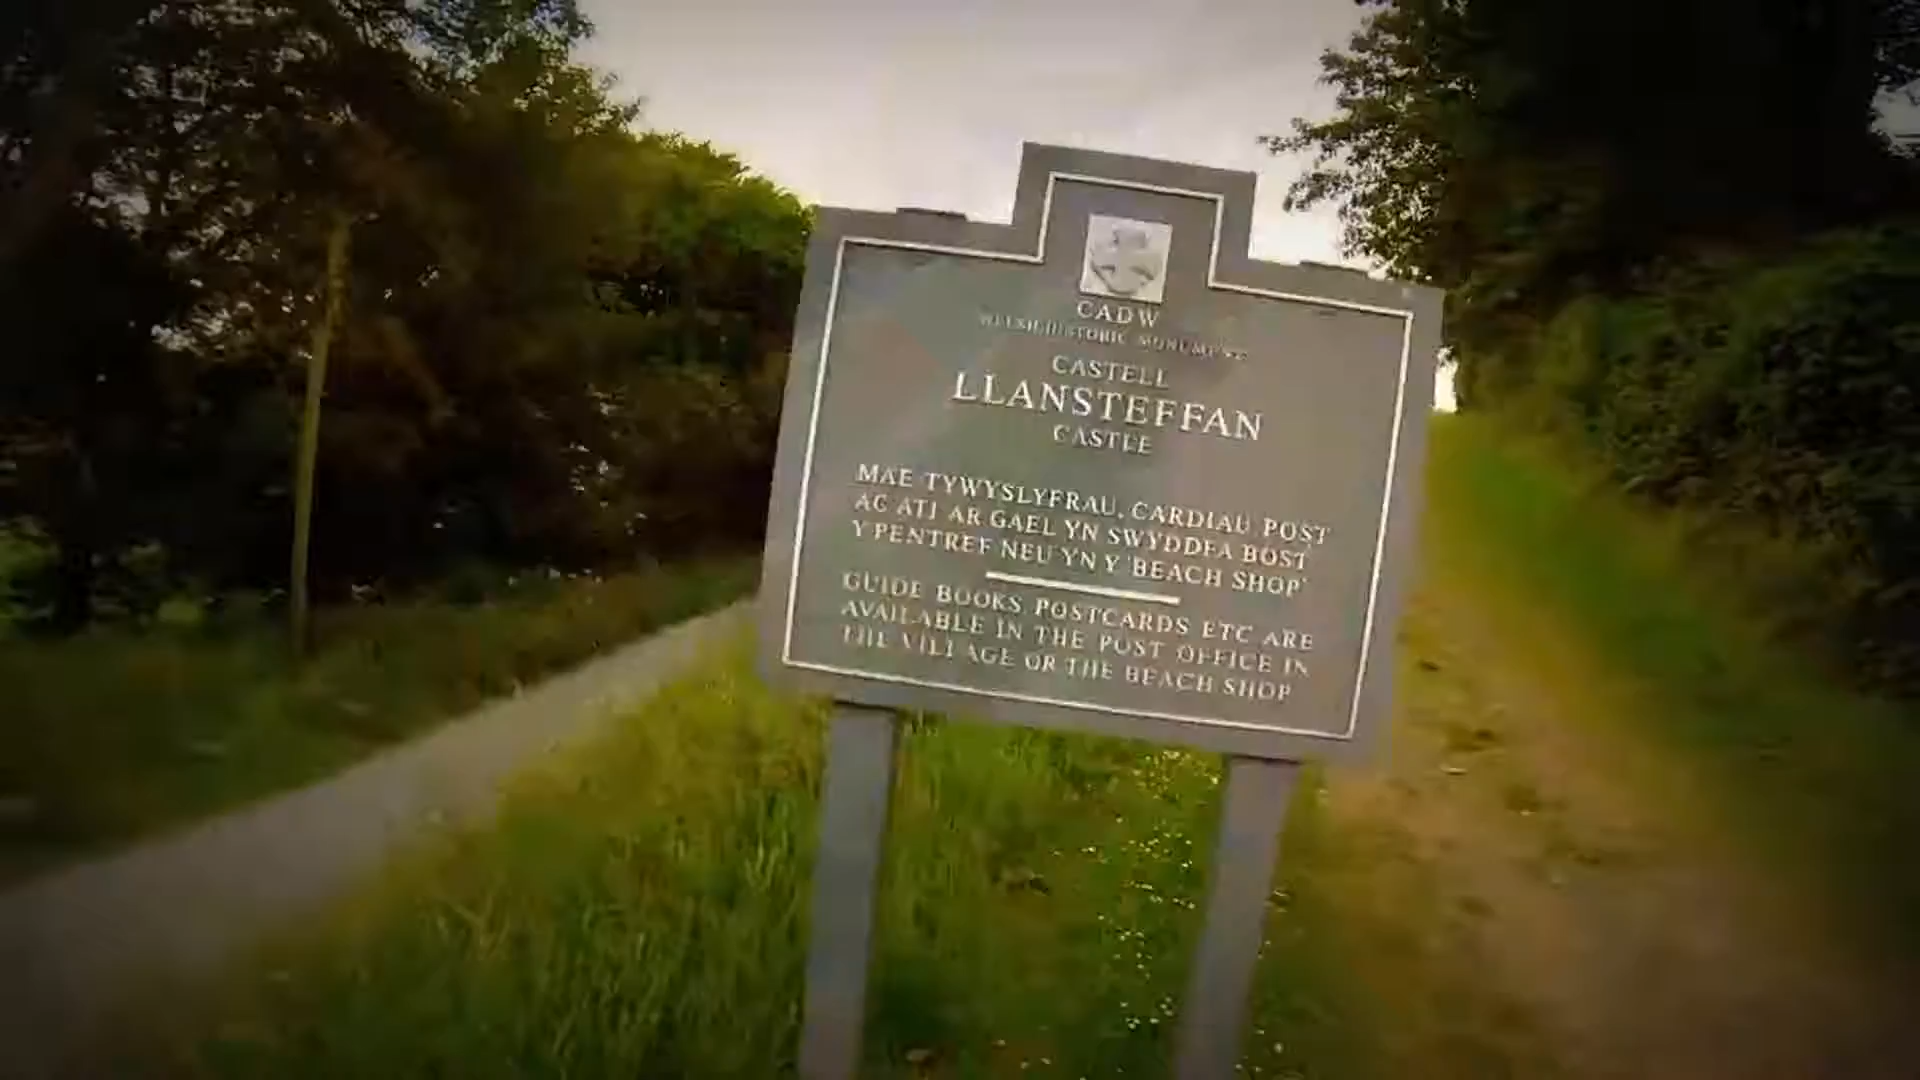 CADW
WELSH HISTORIC MONUMENTS
CASTELL
LLANSTEFFAN
CASTLE
MAE TYWYSLYFRAU, CARDIAU POST
AC ATI AR GAEL YN SWYDDFA BOST
Y PENTREF NEU YN Y 'BEACH SHOP'
GUIDE BOOKS, POSTCARDS ETC ARE
AVAILABLE IN THE POST OFFICE IN
THE VILLAGE OR THE BEACH SHOP